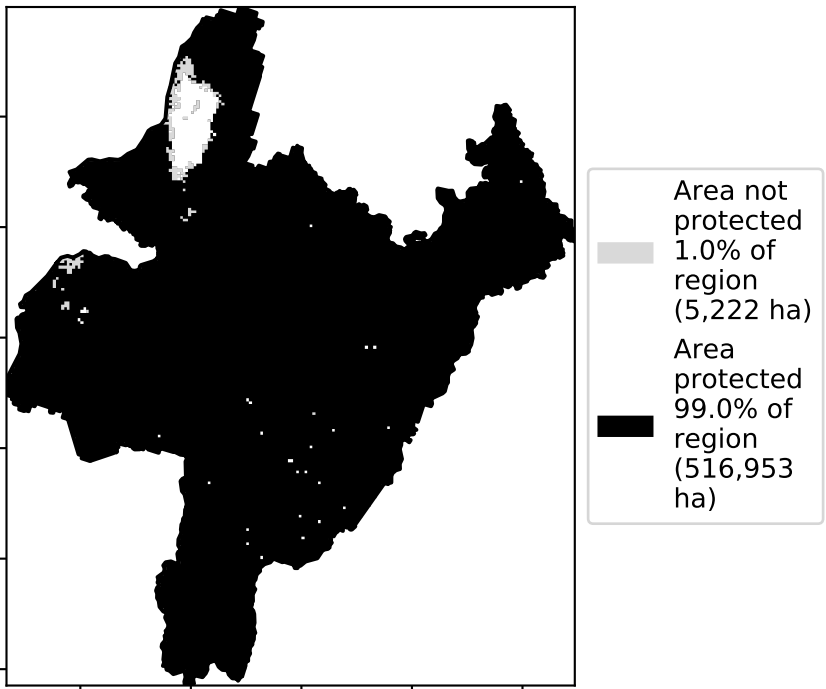 Area not
protected
1.0% of
region
(5,222 ha)
Area
protected
99.0% of
region
(516,953
ha)